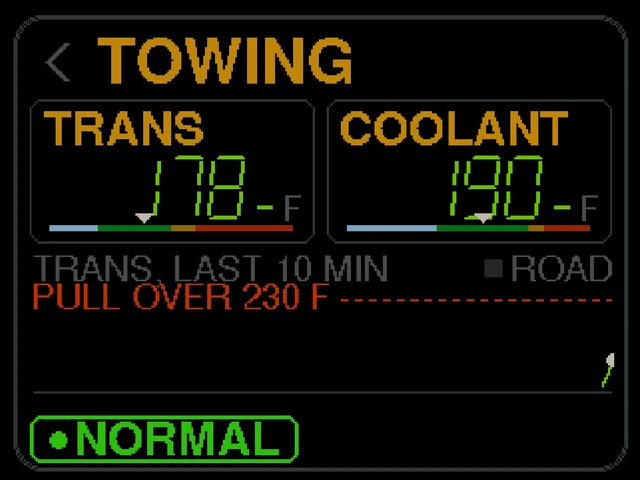 < TOWING
TRANS
178-F
COOLANT
190-F
TRANS, LAST 10 MIN
ROAD
PULL OVER 230 F
NORMAL